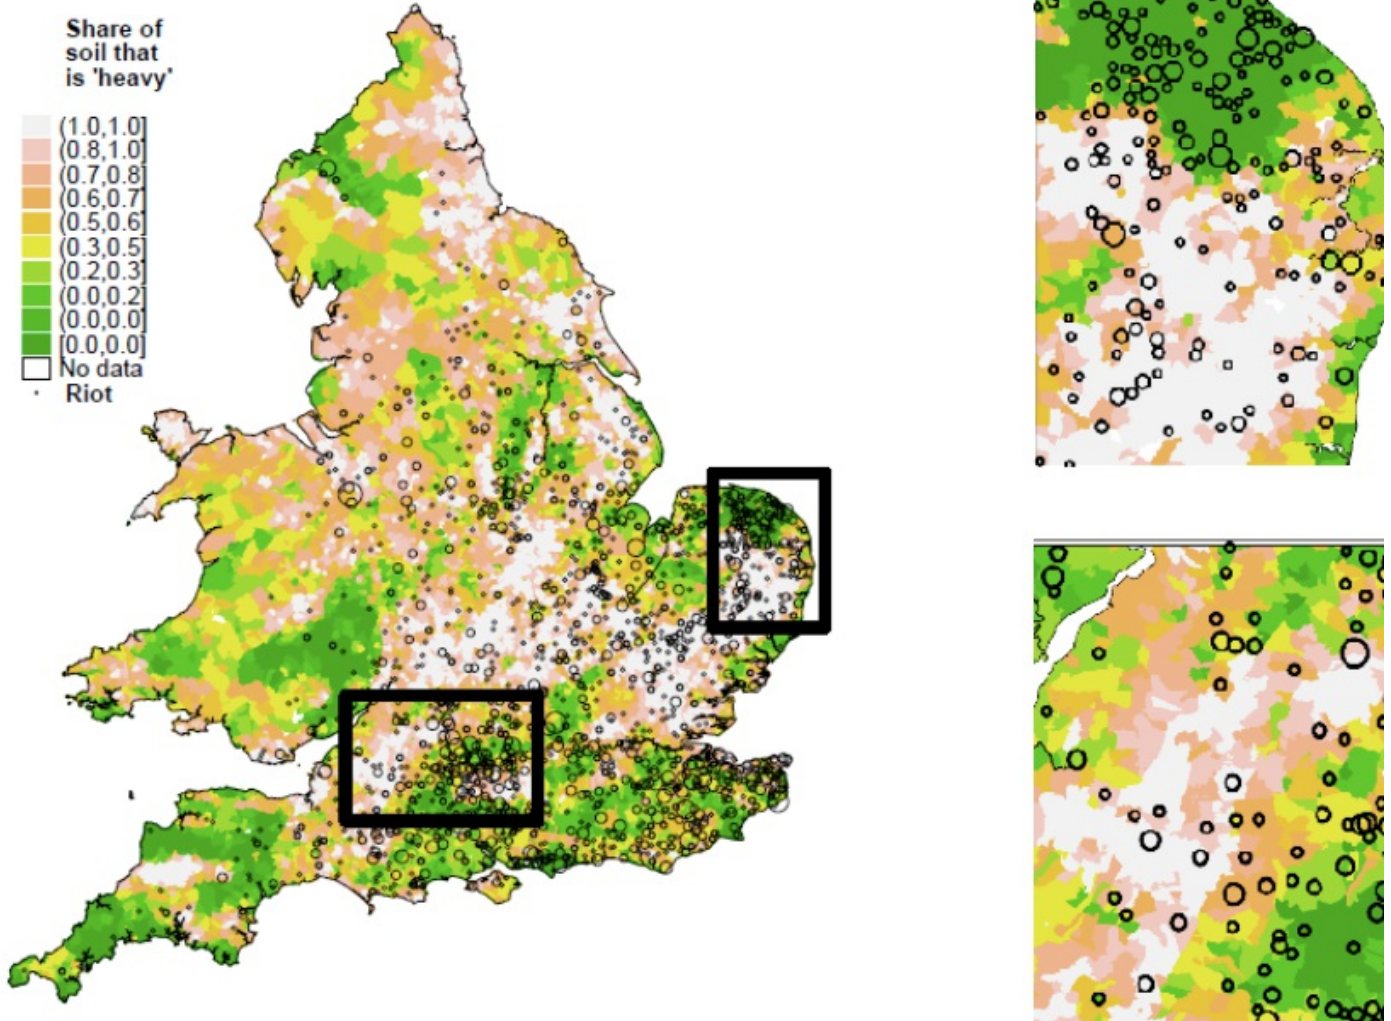 Share of
soil that
is 'heavy'
(1.0,1.0]
(0.8,1.0]
(0.7,0.8]
(0.6,0.7]
(0.5,0.6]
(0.3,0.5]
(0.2,0.3]
(0.0,0.2]
(0.0,0.0]
[0.0,0.0]
No data
Riot